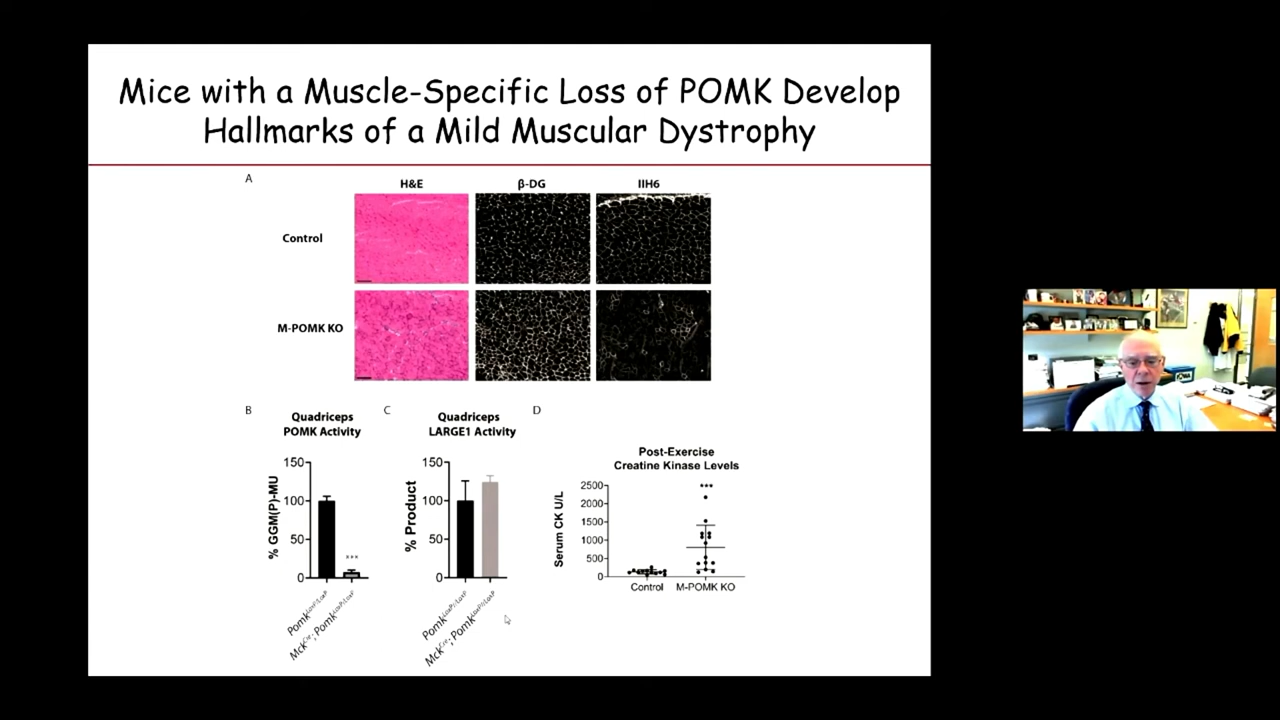 Mice with a Muscle-Specific Loss of POMK Develop
Hallmarks of a Mild Muscular Dystrophy
A
H&E
β-DG
IIH6
Control
M-POMK KO
B
Quadriceps
POMK Activity
% GGM(P)-MU
150
100
50
0
***
Pomk^LoxP/LoxP
Mck^Cre; Pomk^LoxP/LoxP
C
Quadriceps
LARGE1 Activity
% Product
150
100
50
0
Pomk^LoxP/LoxP
Mck^Cre; Pomk^LoxP/LoxP
D
Post-Exercise
Creatine Kinase Levels
Serum CK U/L
2500
2000
1500
1000
500
0
***
Control
M-POMK KO